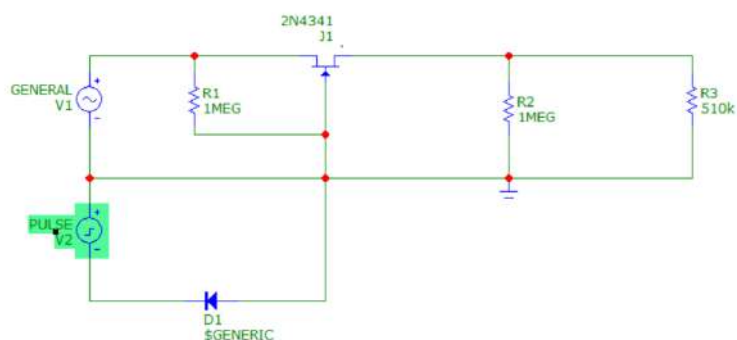 2N4341
J1
GENERAL
V1
R1
1MEG
R2
1MEG
R3
510k
PULSE
V2
D1
$GENERIC